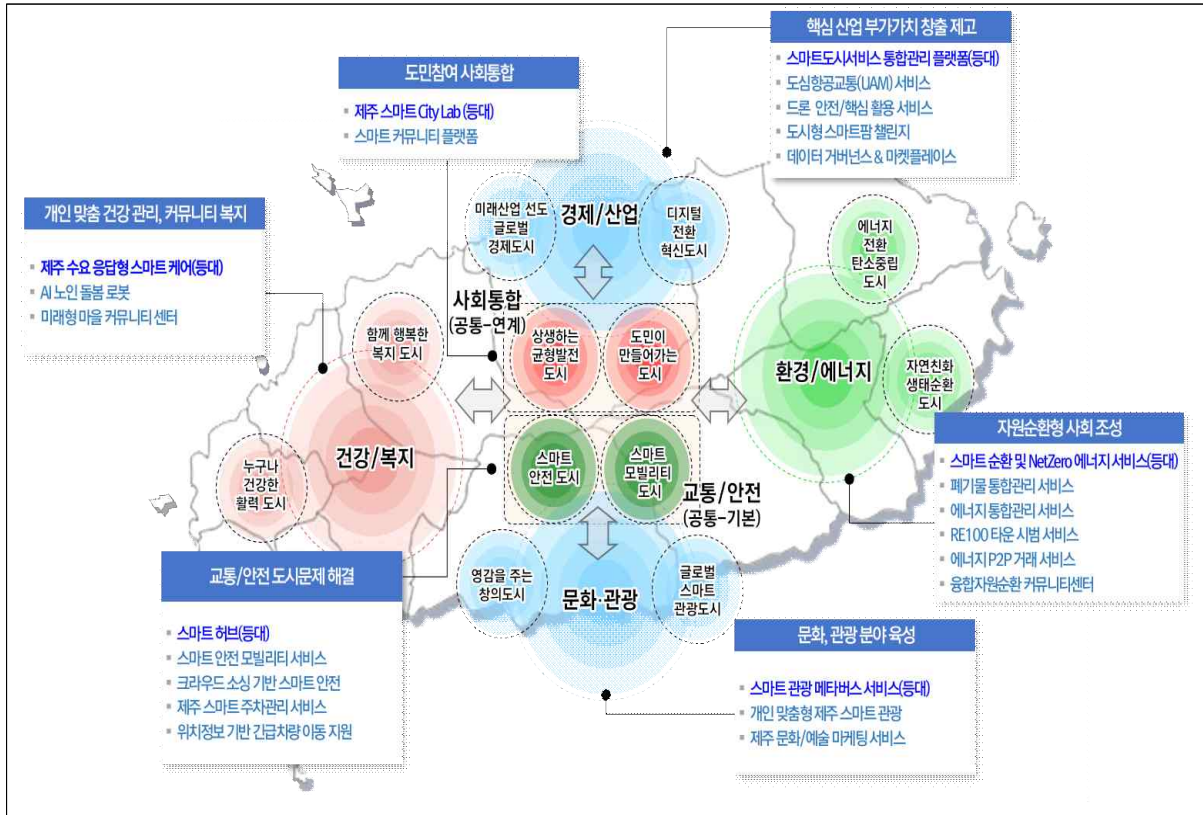 핵심 산업 부가가치 창출 제고
스마트도시서비스 통합관리 플랫폼(등대)
도심항공교통(UAM) 서비스
드론 안전/핵심 활용 서비스
도시형 스마트팜 챌린지
데이터 거버넌스 & 마켓플레이스
도민참여 사회통합
제주 스마트 City Lab (등대)
스마트 커뮤니티 플랫폼
개인 맞춤 건강 관리, 커뮤니티 복지
제주 수요 응답형 스마트 케어(등대)
AI 노인 돌봄 로봇
미래형 마을 커뮤니티 센터
미래산업 선도
글로벌
경제도시
경제/산업
디지털
전환
혁신도시
에너지
전환
탄소중립
도시
사회통합
(공통-연계)
함께 행복한
복지 도시
상생하는
균형발전
도시
도민이
만들어가는
도시
환경/에너지
자연친화
생태순환
도시
건강/복지
누구나
건강한
활력 도시
스마트
안전 도시
스마트
모빌리티
도시
교통/안전
(공통-기본)
자원순환형 사회 조성
스마트 순환 및 NetZero 에너지 서비스(등대)
폐기물 통합관리 서비스
에너지 통합관리 서비스
RE100 타운 시범 서비스
에너지 P2P 거래 서비스
융합자원순환 커뮤니티센터
교통/안전 도시문제 해결
스마트 허브(등대)
스마트 안전 모빌리티 서비스
크라우드 소싱 기반 스마트 안전
제주 스마트 주차관리 서비스
위치정보 기반 긴급차량 이동 지원
영감을 주는
창의도시
문화·관광
글로벌
스마트
관광도시
문화, 관광 분야 육성
스마트 관광 메타버스 서비스(등대)
개인 맞춤형 제주 스마트 관광
제주 문화/예술 마케팅 서비스